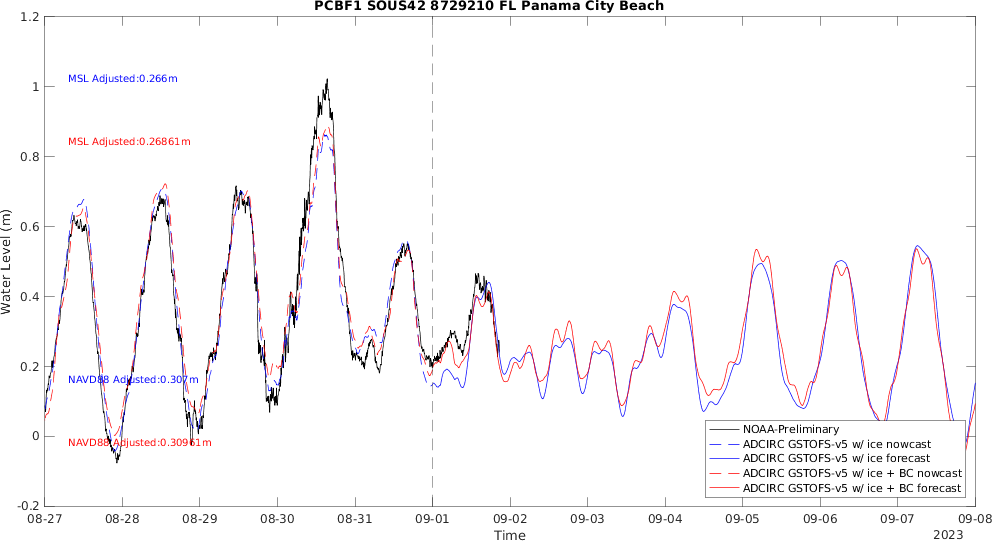 PCBF1 SOUS42 8729210 FL Panama City Beach
1.2
1
0.8
0.6
0.4
0.2
0
-0.2
Water Level (m)
MSL Adjusted:0.266m
MSL Adjusted:0.26861m
NAVD88 Adjusted:0.307m
NAVD88 Adjusted:0.30961m
NOAA-Preliminary
ADCIRC GSTOFS-v5 w/ ice nowcast
ADCIRC GSTOFS-v5 w/ ice forecast
ADCIRC GSTOFS-v5 w/ ice + BC nowcast
ADCIRC GSTOFS-v5 w/ ice + BC forecast
08-27 08-28 08-29 08-30 08-31 09-01 09-02 09-03 09-04 09-05 09-06 09-07 09-08
Time
2023